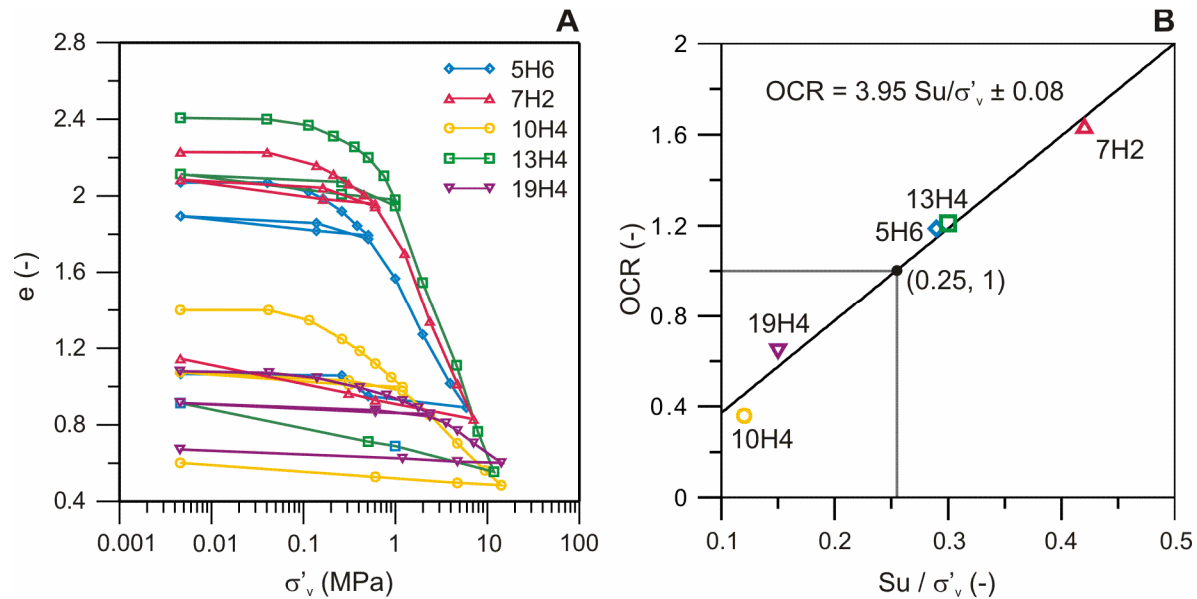 A
2.8
2.4
2
1.6
1.2
0.8
0.4
e (-)
5H6
7H2
10H4
13H4
19H4
0.001
0.01
0.1
1
10
100
σ'v (MPa)
B
2
1.6
1.2
0.8
0.4
0
OCR (-)
OCR = 3.95 Su/σ'v ± 0.08
7H2
13H4
5H6
(0.25, 1)
19H4
10H4
0.1
0.2
0.3
0.4
0.5
Su / σ'v (-)